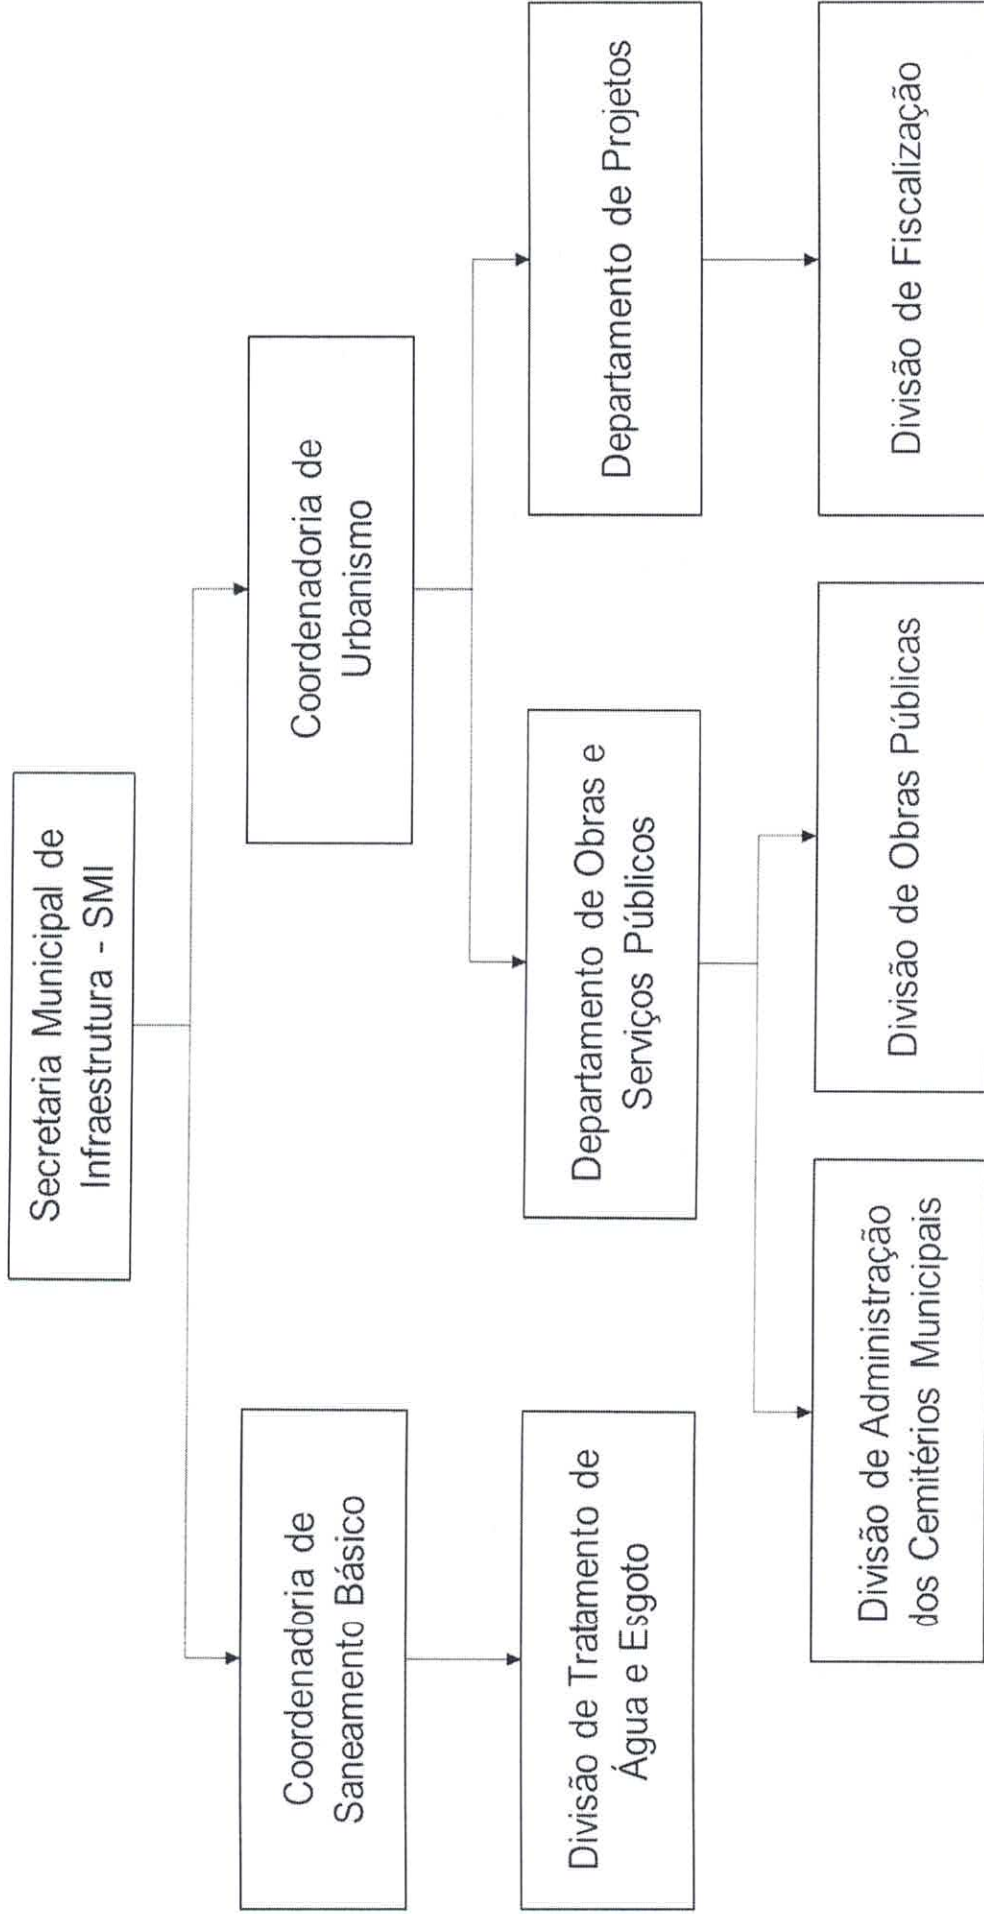 Secretaria Municipal de
Infraestrutura - SMI
Coordenadoria de
Saneamento Básico
Coordenadoria de
Urbanismo
Divisão de Tratamento de
Água e Esgoto
Departamento de Obras e
Serviços Públicos
Departamento de Projetos
Divisão de Administração
dos Cemitérios Municipais
Divisão de Obras Públicas
Divisão de Fiscalização